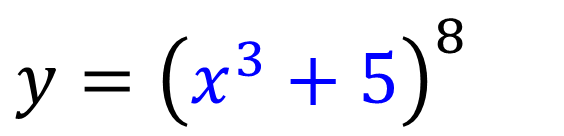 y = (x³ + 5)⁸